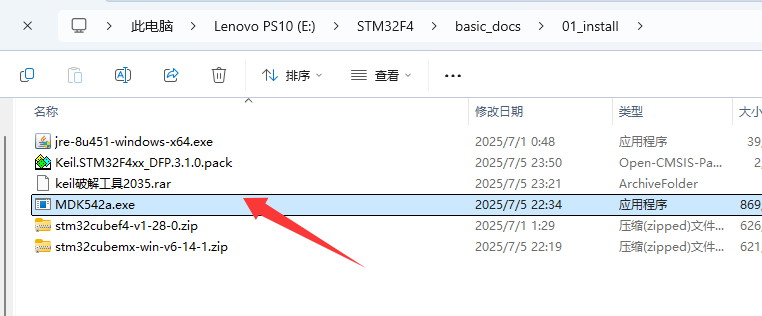 此电脑 > Lenovo PS10 (E:) > STM32F4 > basic_docs > 01_install >
排序 查看 ...
名称 修改日期 类型 大小
jre-8u451-windows-x64.exe 2025/7/1 0:48 应用程序 39,
Keil.STM32F4xx_DFP.3.1.0.pack 2025/7/5 23:50 Open-CMSIS-Pa... 2,
keil破解工具2035.rar 2025/7/5 23:21 ArchiveFolder
MDK542a.exe 2025/7/5 22:34 应用程序 869,
stm32cubef4-v1-28-0.zip 2025/7/1 1:29 压缩(zipped)文件... 626,
stm32cubemx-win-v6-14-1.zip 2025/7/5 22:19 压缩(zipped)文件... 621,